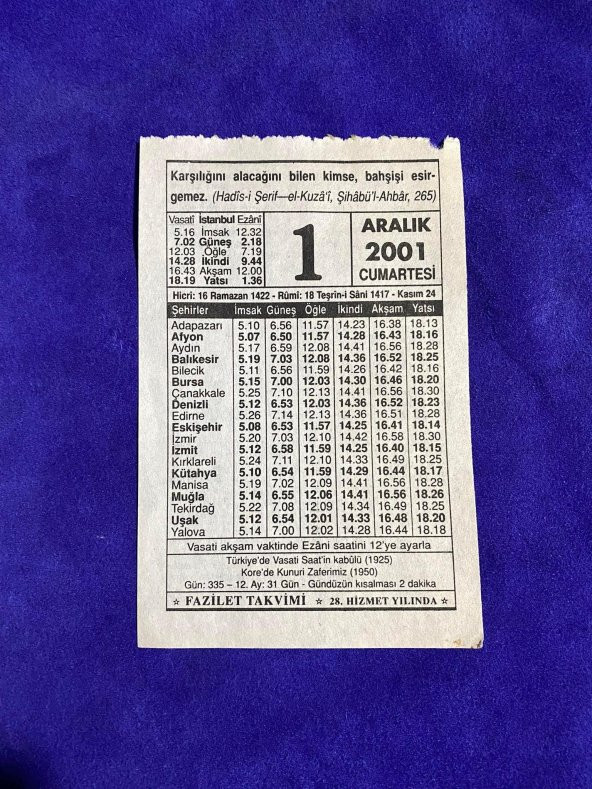 Karşılığını alacağını bilen kimse, bahşişi esir-
gemez. (Hadîs-i Şerif—el-Kuzâ'î, Şihâbü'l-Ahbâr, 265)
Vasatî İstanbul Ezânî
5.16 İmsak 12.32
7.02 Güneş 2.18
12.03 Öğle 7.19
14.28 İkindi 9.44
16.43 Akşam 12.00
18.19 Yatsı 1.36
1
ARALIK
2001
CUMARTESİ
Hicri: 16 Ramazan 1422 - Rûmi: 18 Teşrîn-i Sâni 1417 - Kasım 24
Şehirler İmsak Güneş Öğle İkindi Akşam Yatsı
Adapazarı 5.10 6.56 11.57 14.23 16.38 18.13
Afyon 5.07 6.50 11.57 14.28 16.43 18.16
Aydın 5.17 6.59 12.08 14.41 16.56 18.28
Balıkesir 5.19 7.03 12.08 14.36 16.52 18.25
Bilecik 5.11 6.56 11.59 14.26 16.42 18.16
Bursa 5.15 7.00 12.03 14.30 16.46 18.20
Çanakkale 5.25 7.10 12.13 14.41 16.56 18.30
Denizli 5.12 6.53 12.03 14.36 16.52 18.23
Edirne 5.26 7.14 12.13 14.36 16.51 18.28
Eskişehir 5.08 6.53 11.57 14.25 16.41 18.14
İzmir 5.20 7.03 12.10 14.42 16.58 18.30
İzmit 5.12 6.58 11.59 14.25 16.40 18.15
Kırklareli 5.24 7.11 12.10 14.33 16.49 18.25
Kütahya 5.10 6.54 11.59 14.29 16.44 18.17
Manisa 5.19 7.02 12.09 14.41 16.56 18.28
Muğla 5.14 6.55 12.06 14.41 16.56 18.26
Tekirdağ 5.22 7.08 12.09 14.34 16.49 18.25
Uşak 5.12 6.54 12.01 14.33 16.48 18.20
Yalova 5.14 7.00 12.02 14.28 16.44 18.18
Vasati akşam vaktinde Ezâni saatini 12'ye ayarla
Türkiye'de Vasati Saat'in kabûlü (1925)
Kore'de Kunuri Zaferimiz (1950)
Gün: 335 – 12. Ay: 31 Gün - Gündüzün kısalması 2 dakika
☆ FAZİLET TAKVİMİ ☆ 28. HİZMET YILINDA ☆